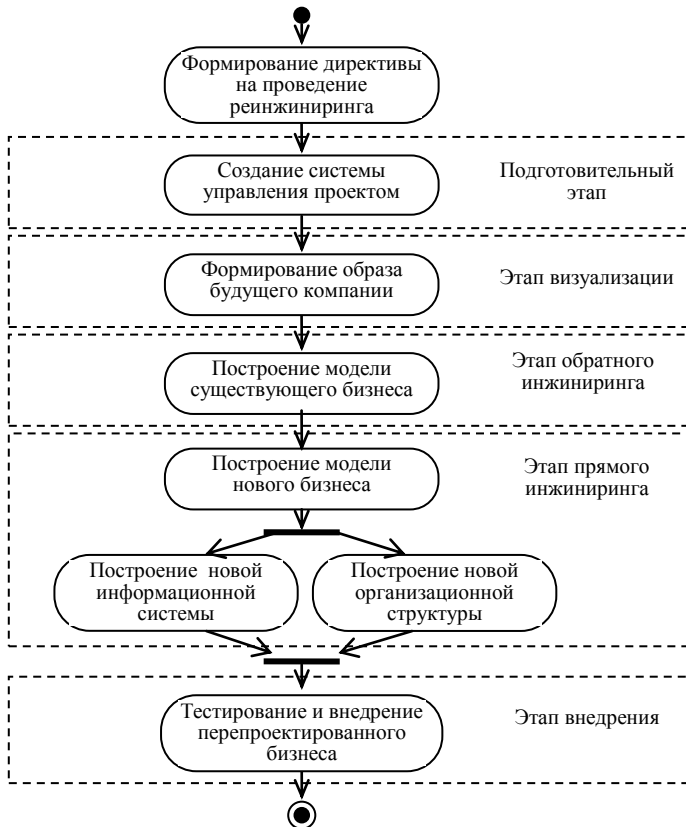 Формирование директивы
на проведение
реинжиниринга
Создание системы
управления проектом
Подготовительный
этап
Формирование образа
будущего компании
Этап визуализации
Построение модели
существующего бизнеса
Этап обратного
инжиниринга
Построение модели
нового бизнеса
Этап прямого
инжиниринга
Построение новой
информационной
системы
Построение новой
организационной
структуры
Тестирование и внедрение
перепроектированного
бизнеса
Этап внедрения